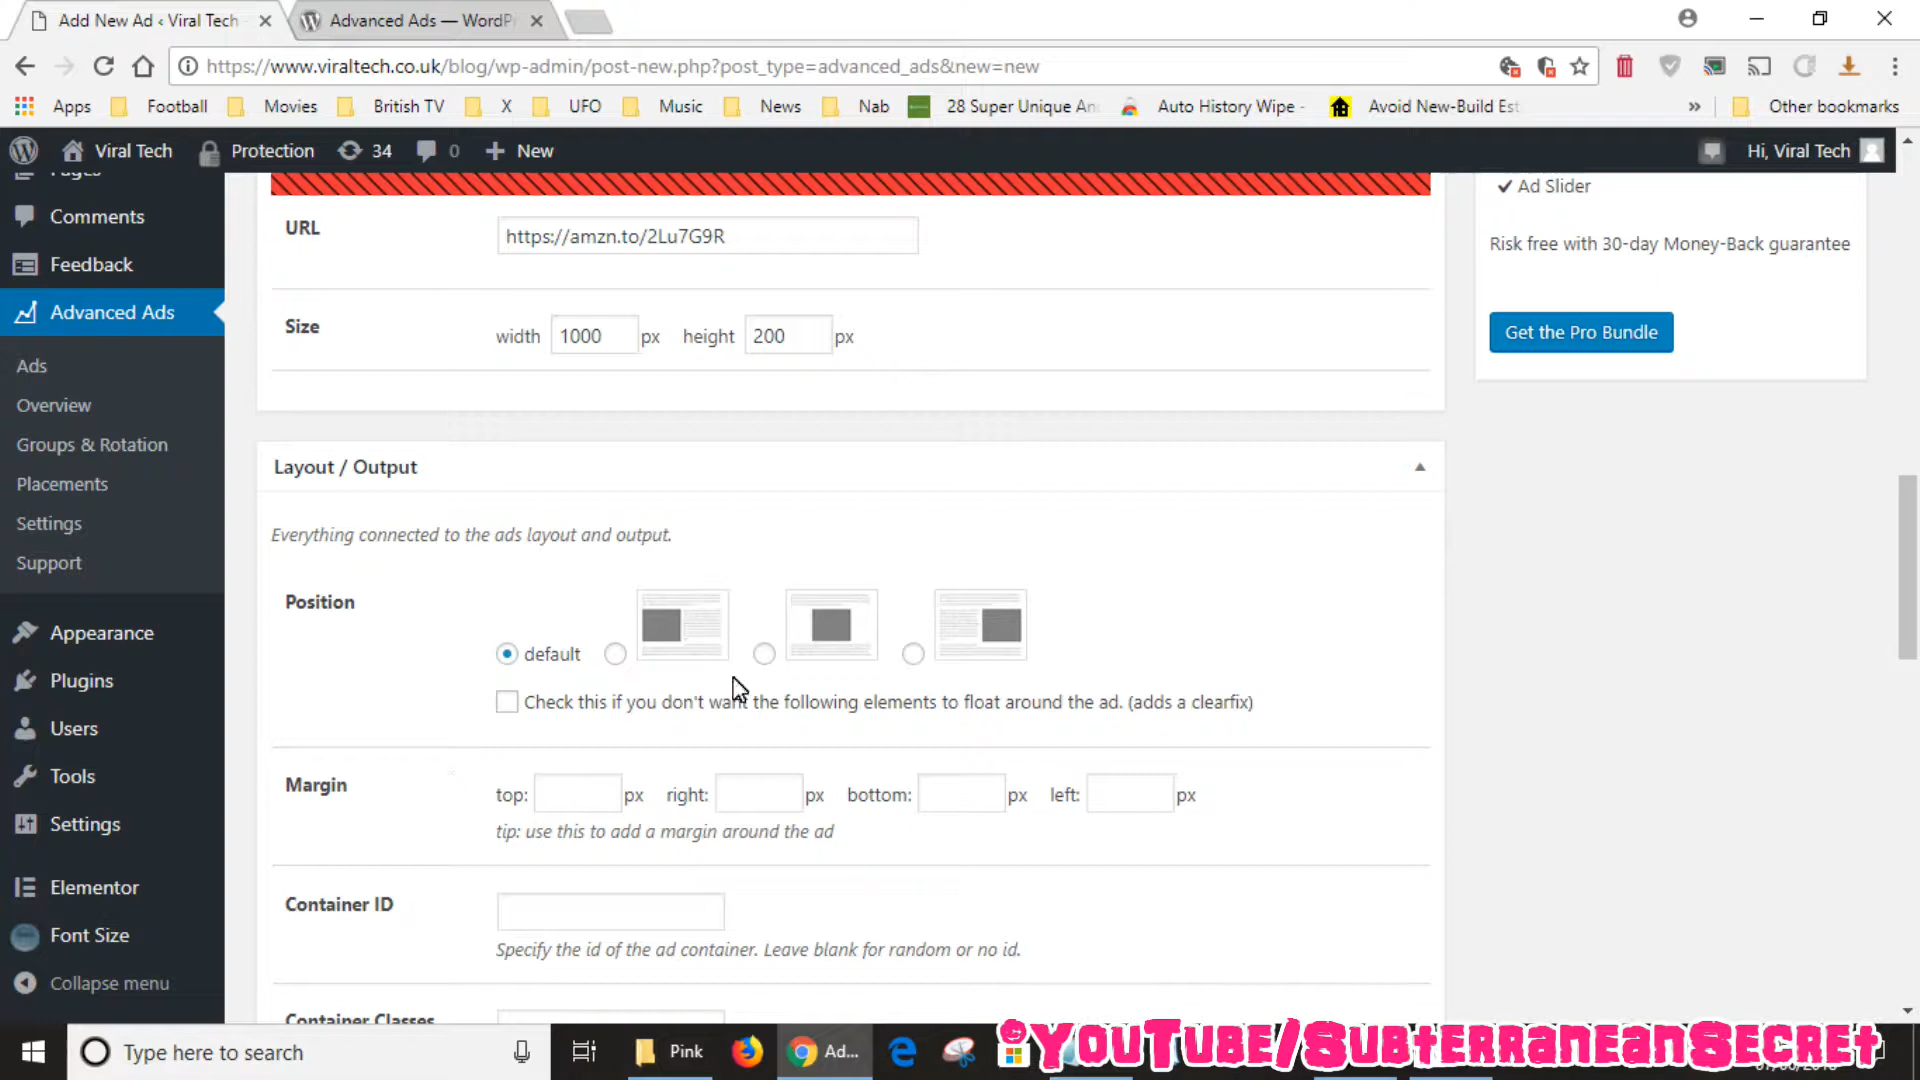 Add New Ad ‹ Viral Tech
Advanced Ads — WordPr
https://www.viraltech.co.uk/blog/wp-admin/post-new.php?post_type=advanced_ads&new=new
Apps
Football
Movies
British TV
X
UFO
Music
News
Nab
28 Super Unique An
Auto History Wipe -
Avoid New-Build Est
»
Other bookmarks
Viral Tech
Protection
34
0
New
Hi, Viral Tech
Pages
Comments
Feedback
Advanced Ads
Ads
Overview
Groups & Rotation
Placements
Settings
Support
Appearance
Plugins
Users
Tools
Settings
Elementor
Font Size
Collapse menu
URL
https://amzn.to/2Lu7G9R
Size
width 1000 px height 200 px
Layout / Output
Everything connected to the ads layout and output.
Position
default
Check this if you don't want the following elements to float around the ad. (adds a clearfix)
Margin
top: px right: px bottom: px left: px
tip: use this to add a margin around the ad
Container ID
Specify the id of the ad container. Leave blank for random or no id.
Container Classes
Ad Slider
Risk free with 30-day Money-Back guarantee
Get the Pro Bundle
Type here to search
Pink
Ad...
@YouTube/SubterraneanSecret